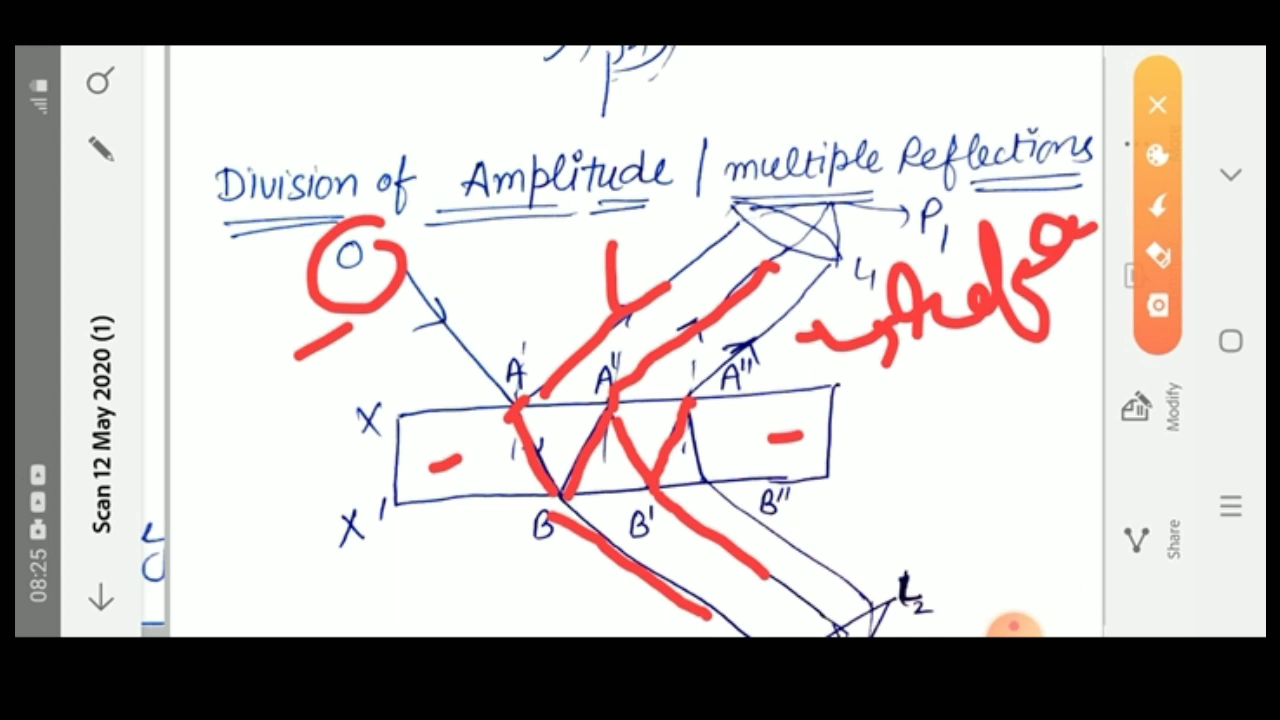 Division of Amplitude / multiple Reflections
O
P1
L1
A' A'' A'''
X
X'
B B' B''
L2
08:25
Scan 12 May 2020 (1)
Modify
Share